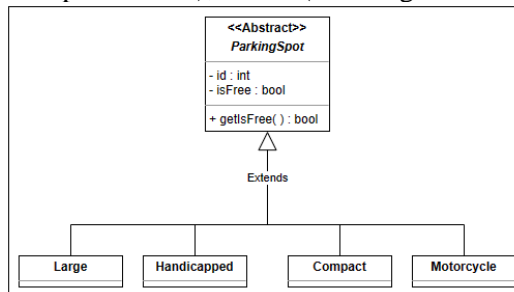 <<Abstract>>
ParkingSpot
- id : int
- isFree : bool
+ getIsFree( ) : bool
Extends
Large Handicapped Compact Motorcycle